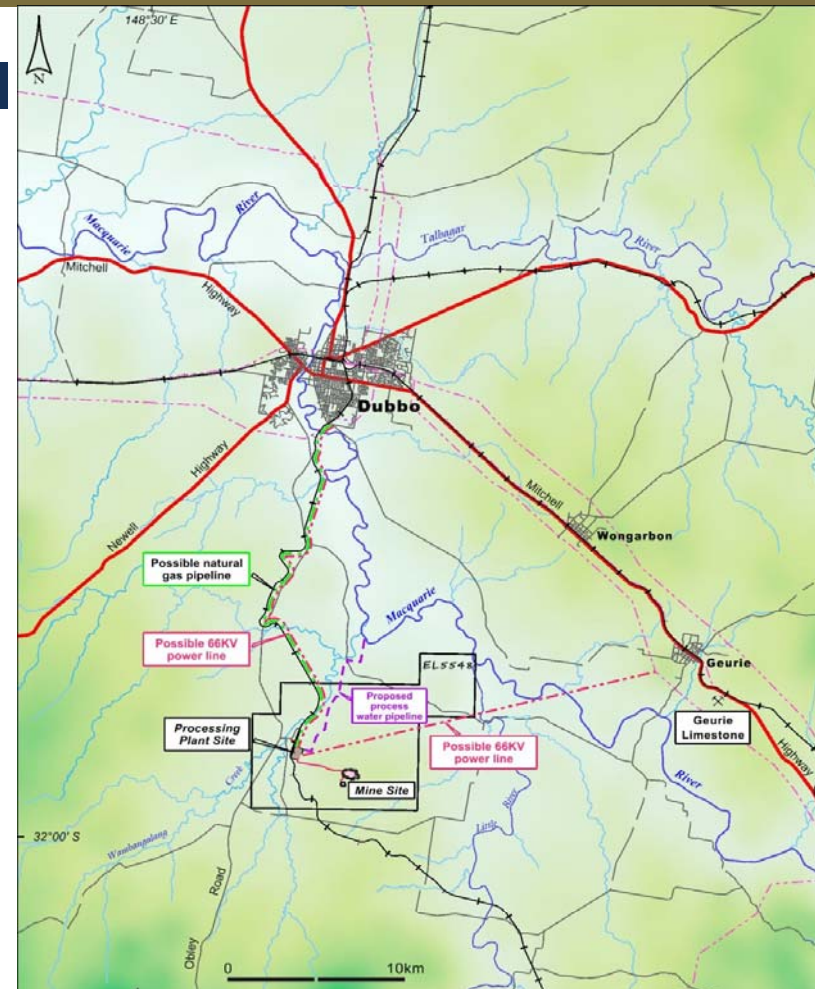 148°30' E
N
Macquarie
River
Talbagar
River
Mitchell
Highway
Dubbo
Newell
Highway
Mitchell
Wongarbon
Possible natural
gas pipeline
Macquarie
Possible 66KV
power line
EL5548
Geurie
Proposed
process
water pipeline
Processing
Plant Site
Possible 66KV
power line
Geurie
Limestone
Highway
Mine Site
Creek
River
River
Little
32°00' S
Wambangalang
Road
Obley
0
10km